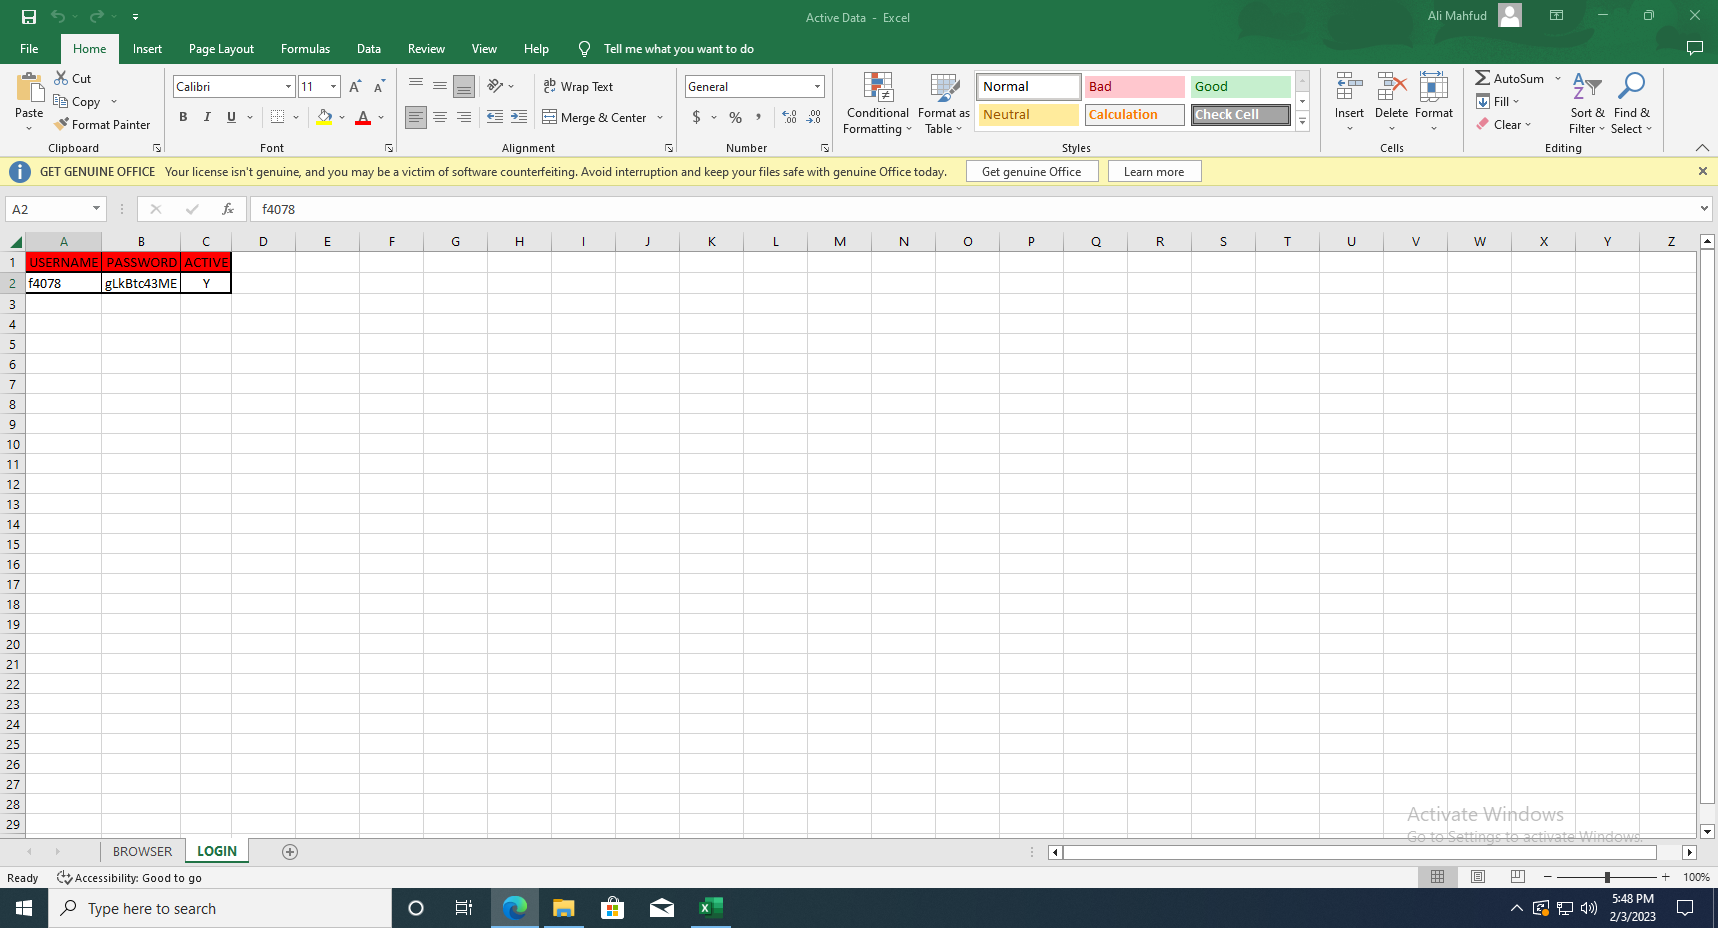 Active Data - Excel
Ali Mahfud
File Home Insert Page Layout Formulas Data Review View Help Tell me what you want to do
Paste
Cut
Copy
Format Painter
Clipboard
Calibri 11
B I U
Font
Wrap Text
Merge & Center
Alignment
General
$ % ,
Number
Conditional Formatting
Format as Table
Normal Bad Good
Neutral Calculation Check Cell
Styles
Insert Delete Format
Cells
AutoSum
Fill
Clear
Sort & Filter
Find & Select
Editing
GET GENUINE OFFICE Your license isn't genuine, and you may be a victim of software counterfeiting. Avoid interruption and keep your files safe with genuine Office today. Get genuine Office Learn more
A2 fx f4078
A B C D E F G H I J K L M N O P Q R S T U V W X Y Z
1 USERNAME PASSWORD ACTIVE
2 f4078 gLkBtc43ME Y
3
4
5
6
7
8
9
10
11
12
13
14
15
16
17
18
19
20
21
22
23
24
25
26
27
28
29
Activate Windows
Go to Settings to activate Windows.
BROWSER LOGIN
Ready Accessibility: Good to go 100%
Type here to search
5:48 PM
2/3/2023